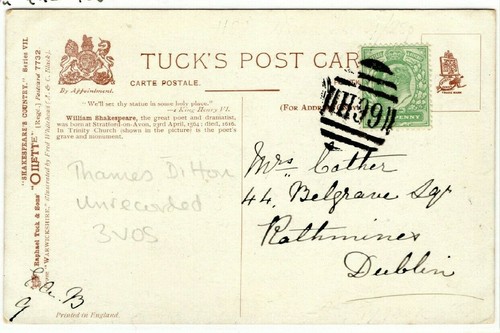 TUCK'S POST CARD
CARTE POSTALE.
By Appointment.
(For Address
"We'll set thy statue in some holy place."
—King Henry VI.
William Shakespeare, the great poet and dramatist,
was born at Stratford-on-Avon, 23rd April, 1564; died, 1616.
In Trinity Church (shown in the picture) is the poet's
grave and monument.
"SHAKESPEARE'S COUNTRY," Series VII.
"OILETTE" (Regd.) Postcard 7732
Raphael Tuck & Sons'
"WARWICKSHIRE,"
Thames Ditton
Unrecorded
3VOS
H69
PENNY
Mrs Cother
44, Belgrave Sqr
Rathmines
Dublin
Printed in England.